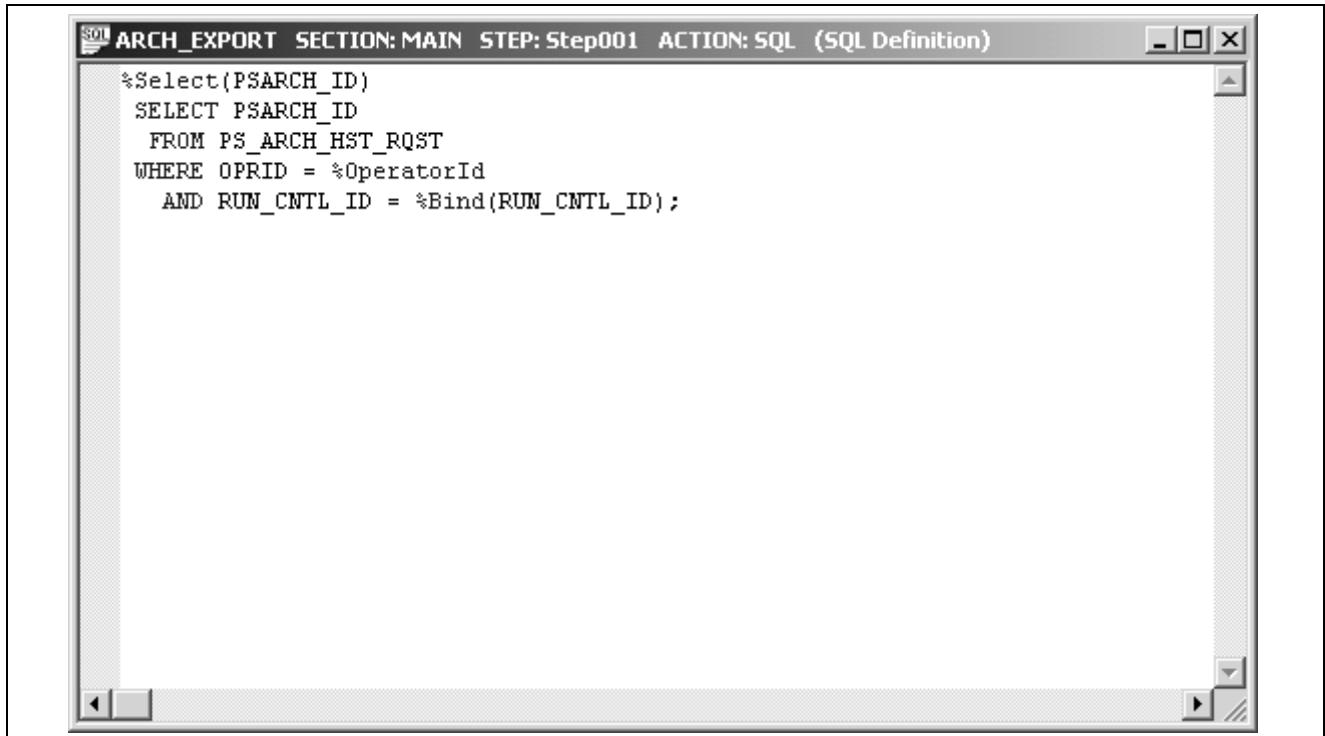 SQL ARCH_EXPORT SECTION: MAIN STEP: Step001 ACTION: SQL (SQL Definition)
%Select(PSARCH_ID)
SELECT PSARCH_ID
FROM PS_ARCH_HST_RQST
WHERE OPRID = %OperatorId
AND RUN_CNTL_ID = %Bind(RUN_CNTL_ID);